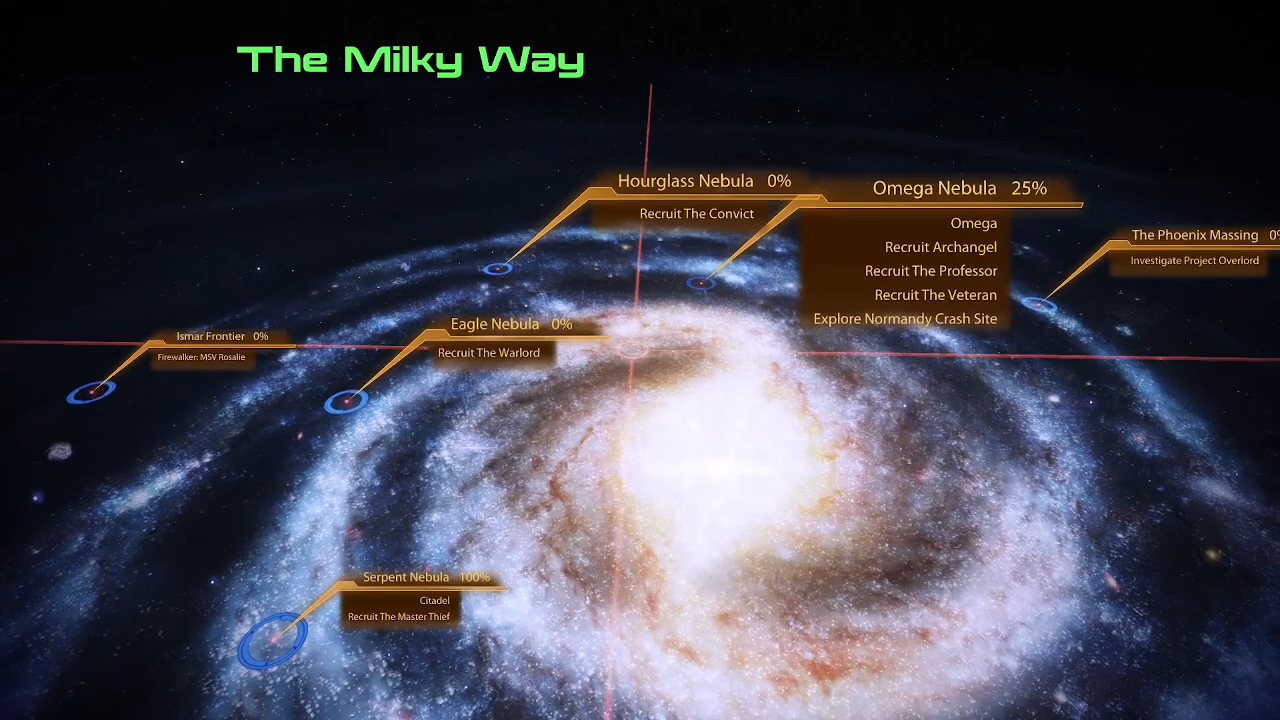 The Milky Way
Hourglass Nebula 0%
Recruit The Convict
Omega Nebula 25%
Omega
Recruit Archangel
Recruit The Professor
Recruit The Veteran
Explore Normandy Crash Site
The Phoenix Massing 0%
Investigate Project Overlord
Ismar Frontier 0%
Firewalker: MSV Rosalie
Eagle Nebula 0%
Recruit The Warlord
Serpent Nebula 100%
Citadel
Recruit The Master Thief